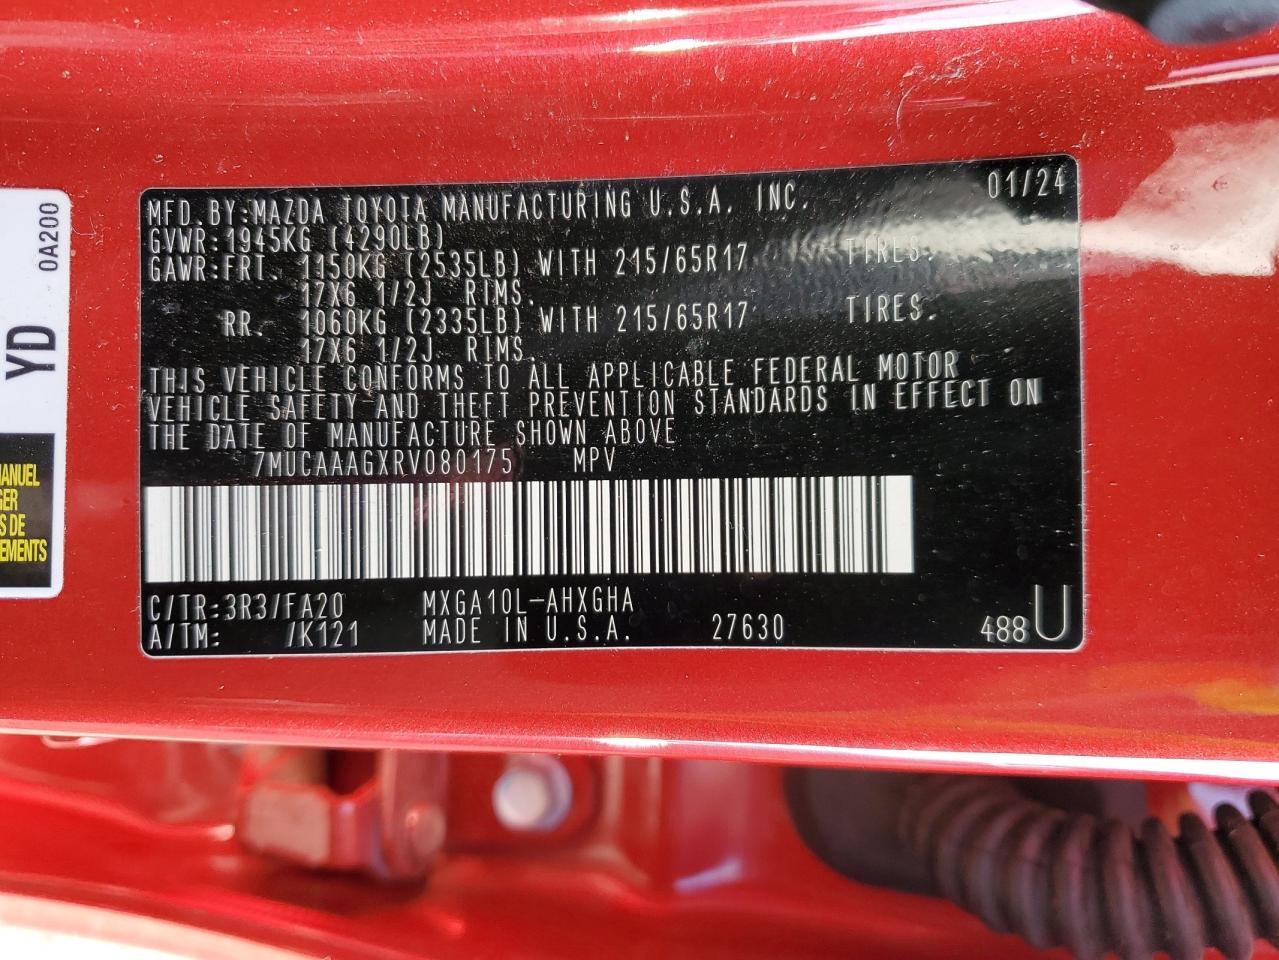 MFD.BY:MAZDA TOYOTA MANUFACTURING U.S.A. INC. 01/24
GVWR:1945KG (4290LB)
GAWR:FRT. 1150KG (2535LB) WITH 215/65R17 TIRES.
17X6 1/2J RIMS.
RR. 1060KG (2335LB) WITH 215/65R17 TIRES.
17X6 1/2J RIMS.
THIS VEHICLE CONFORMS TO ALL APPLICABLE FEDERAL MOTOR
VEHICLE SAFETY AND THEFT PREVENTION STANDARDS IN EFFECT ON
THE DATE OF MANUFACTURE SHOWN ABOVE
7MUCAAAGXRV080175 MPV
C/TR:3R3/FA20 MXGA10L-AHXGHA
A/TM: /K121 MADE IN U.S.A. 27630 488U
0A200
YD
MANUEL
GER
S DE
EMENTS